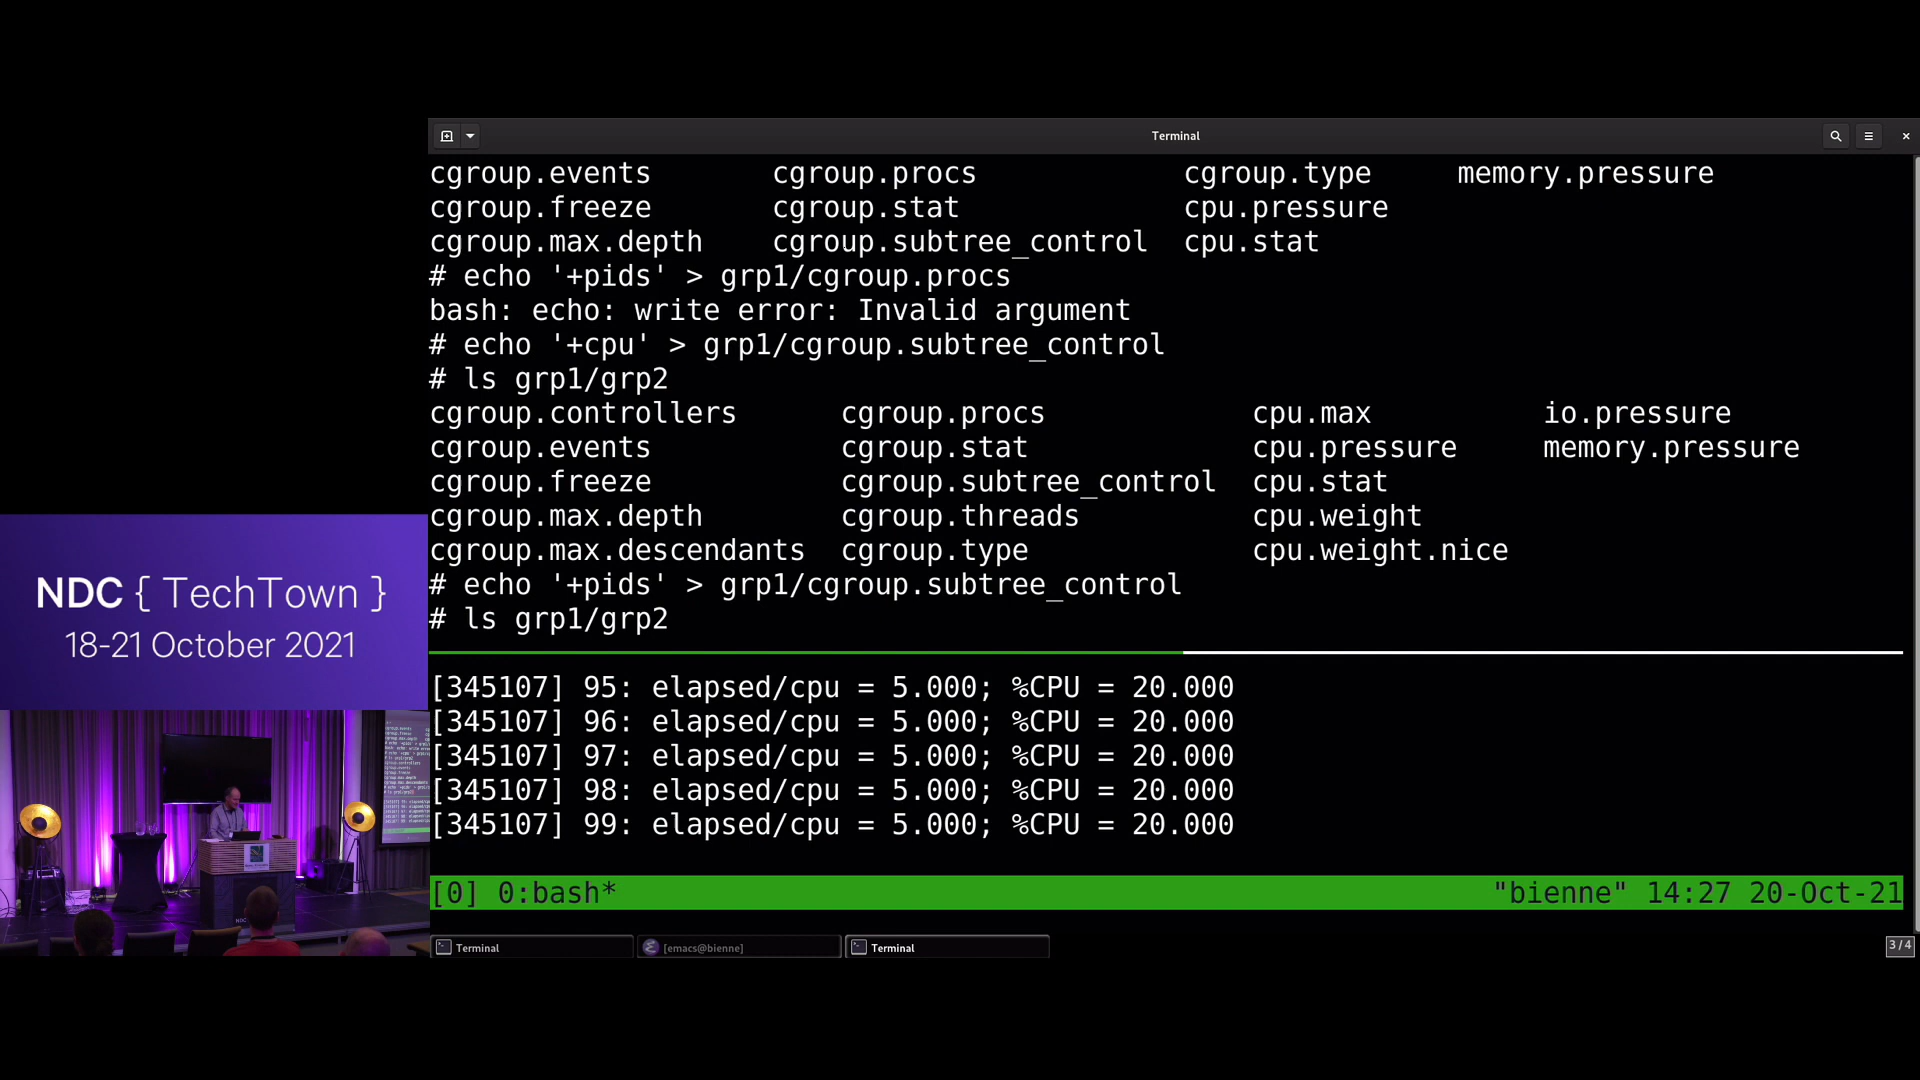 Terminal
cgroup.events cgroup.procs cgroup.type memory.pressure
cgroup.freeze cgroup.stat cpu.pressure
cgroup.max.depth cgroup.subtree_control cpu.stat
# echo '+pids' > grp1/cgroup.procs
bash: echo: write error: Invalid argument
# echo '+cpu' > grp1/cgroup.subtree_control
# ls grp1/grp2
cgroup.controllers cgroup.procs cpu.max io.pressure
cgroup.events cgroup.stat cpu.pressure memory.pressure
cgroup.freeze cgroup.subtree_control cpu.stat
cgroup.max.depth cgroup.threads cpu.weight
cgroup.max.descendants cgroup.type cpu.weight.nice
# echo '+pids' > grp1/cgroup.subtree_control
# ls grp1/grp2
[345107] 95: elapsed/cpu = 5.000; %CPU = 20.000
[345107] 96: elapsed/cpu = 5.000; %CPU = 20.000
[345107] 97: elapsed/cpu = 5.000; %CPU = 20.000
[345107] 98: elapsed/cpu = 5.000; %CPU = 20.000
[345107] 99: elapsed/cpu = 5.000; %CPU = 20.000
[0] 0:bash* "bienne" 14:27 20-Oct-21
Terminal [emacs@bienne] Terminal 3/4
NDC { TechTown }
18-21 October 2021